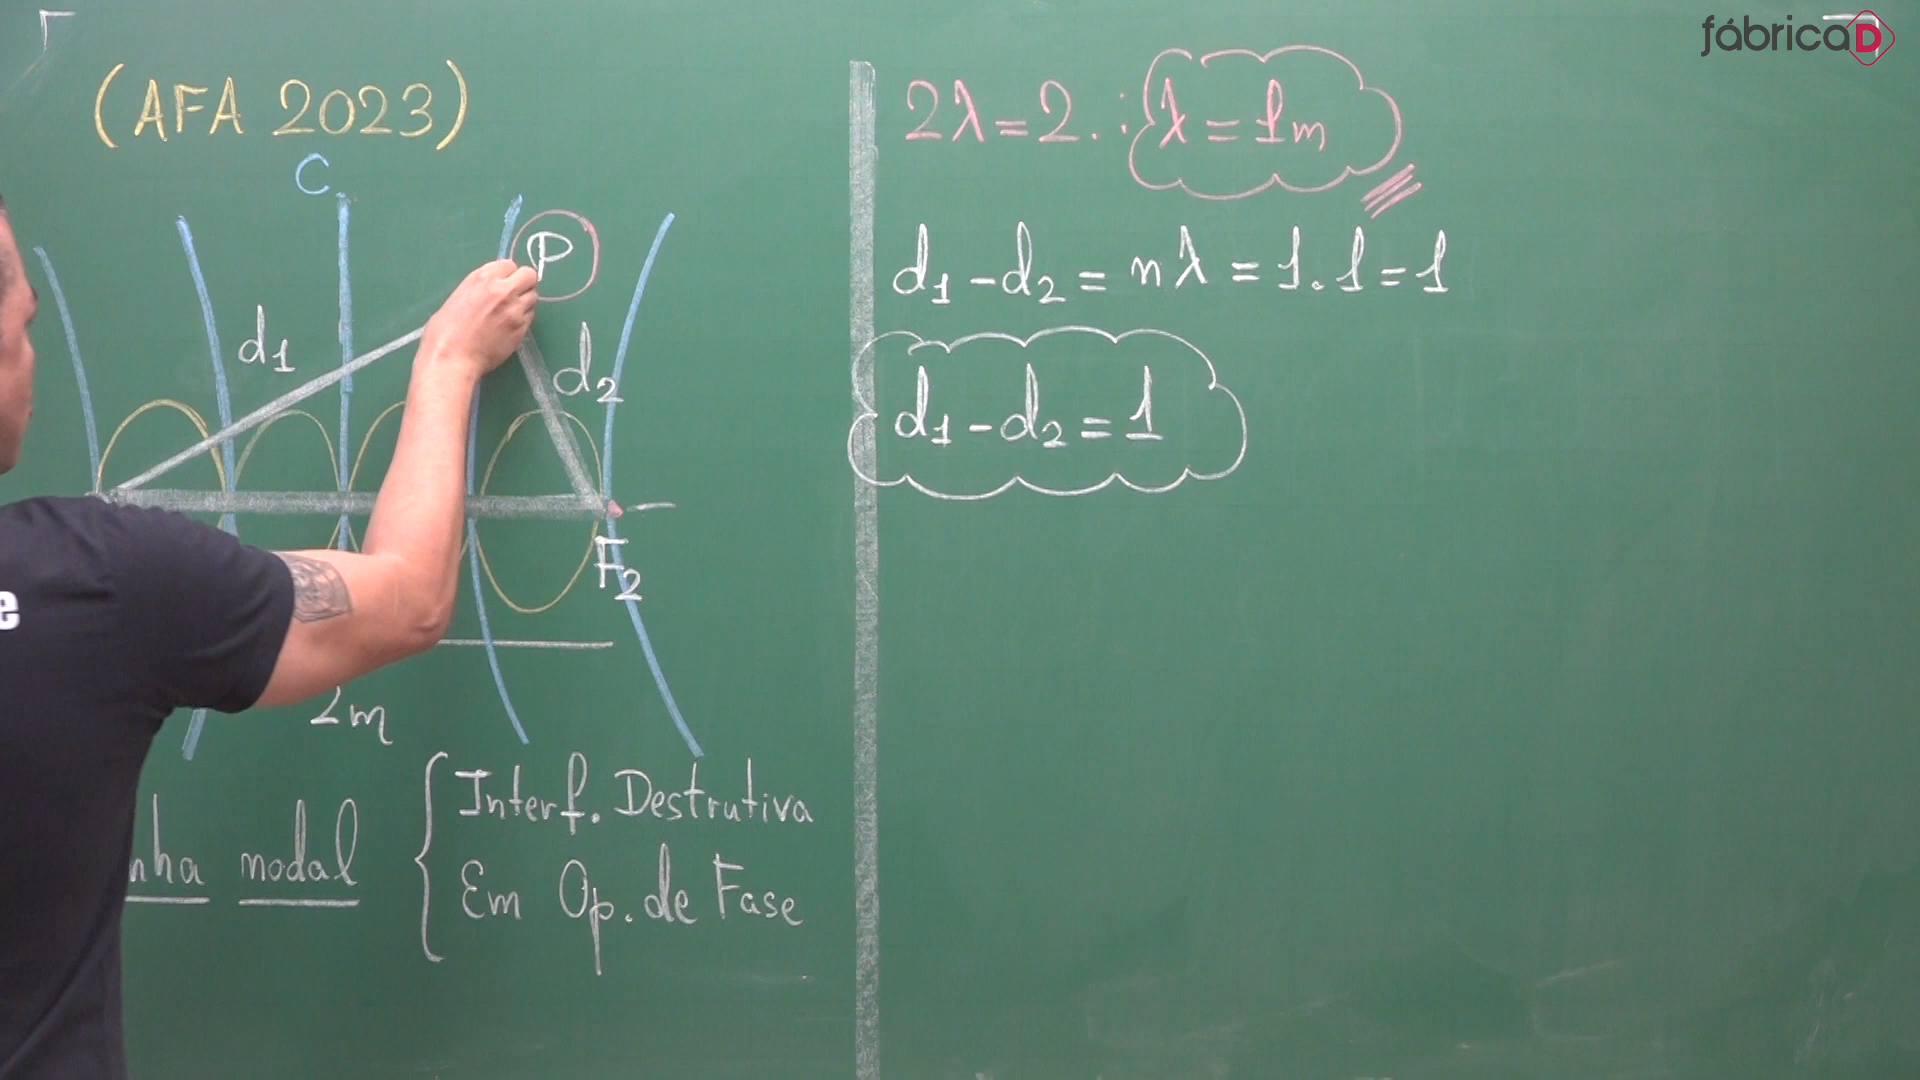 fábricaD
(AFA 2023)
C
P
d1
d2
F2
2m
nha modal
Interf. Destrutiva
Em Op. de Fase
2λ = 2 ∴ λ = 1m
d1 - d2 = nλ = 1.1 = 1
d1 - d2 = 1
e